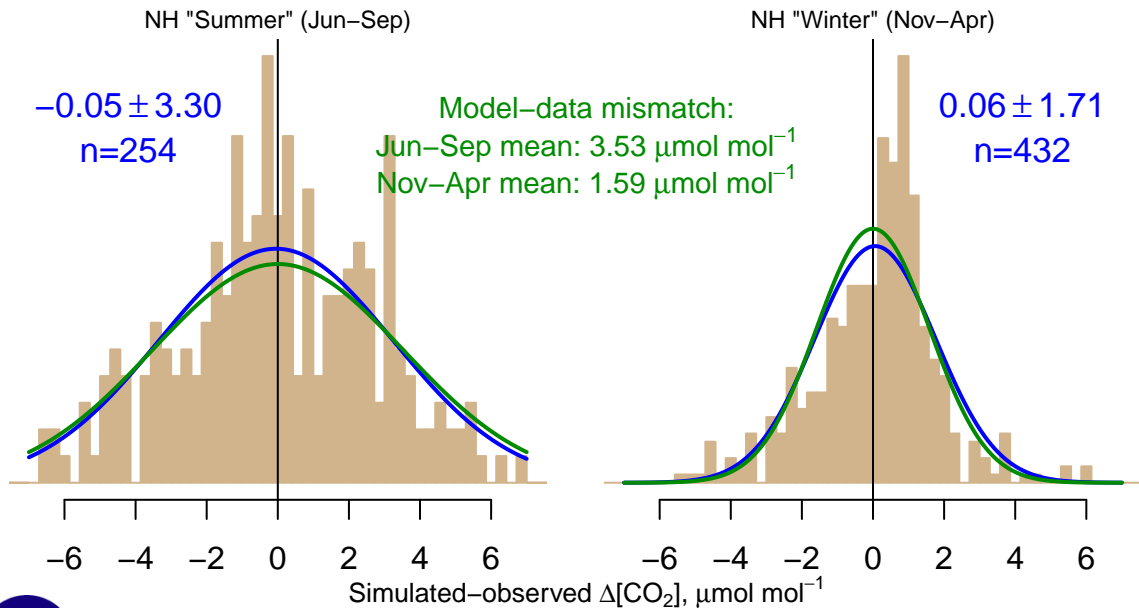 NH "Summer" (Jun−Sep)
NH "Winter" (Nov−Apr)
−0.05 ± 3.30
n=254
Model−data mismatch:
Jun−Sep mean: 3.53 μmol mol⁻¹
Nov−Apr mean: 1.59 μmol mol⁻¹
0.06 ± 1.71
n=432
−6 −4 −2 0 2 4 6
−6 −4 −2 0 2 4 6
Simulated−observed Δ[CO₂], μmol mol⁻¹